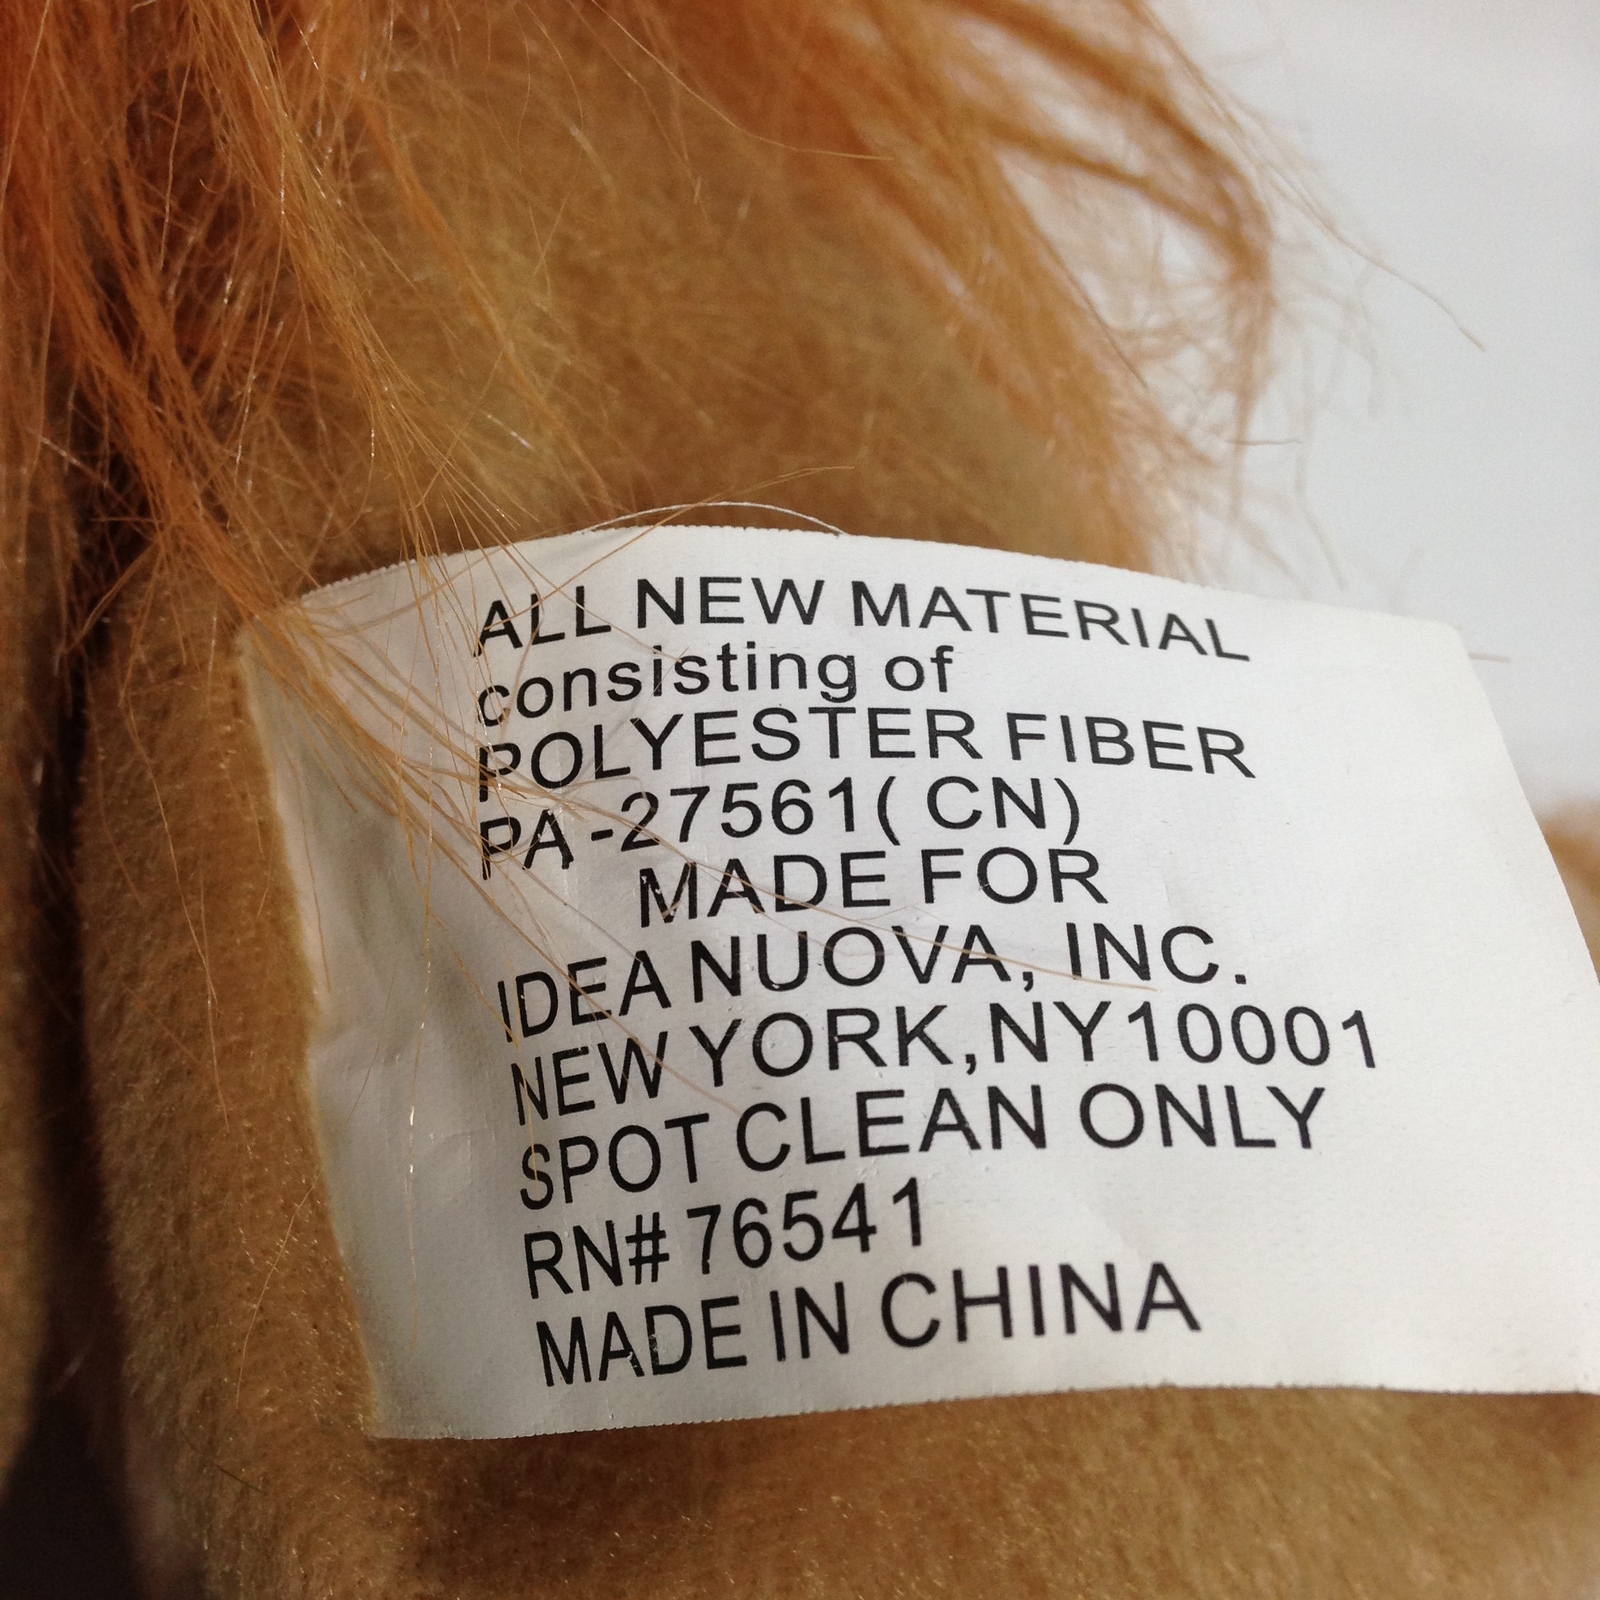 ALL NEW MATERIAL
consisting of
POLYESTER FIBER
PA-27561( CN)
MADE FOR
IDEA NUOVA, INC.
NEW YORK,NY10001
SPOT CLEAN ONLY
RN# 76541
MADE IN CHINA